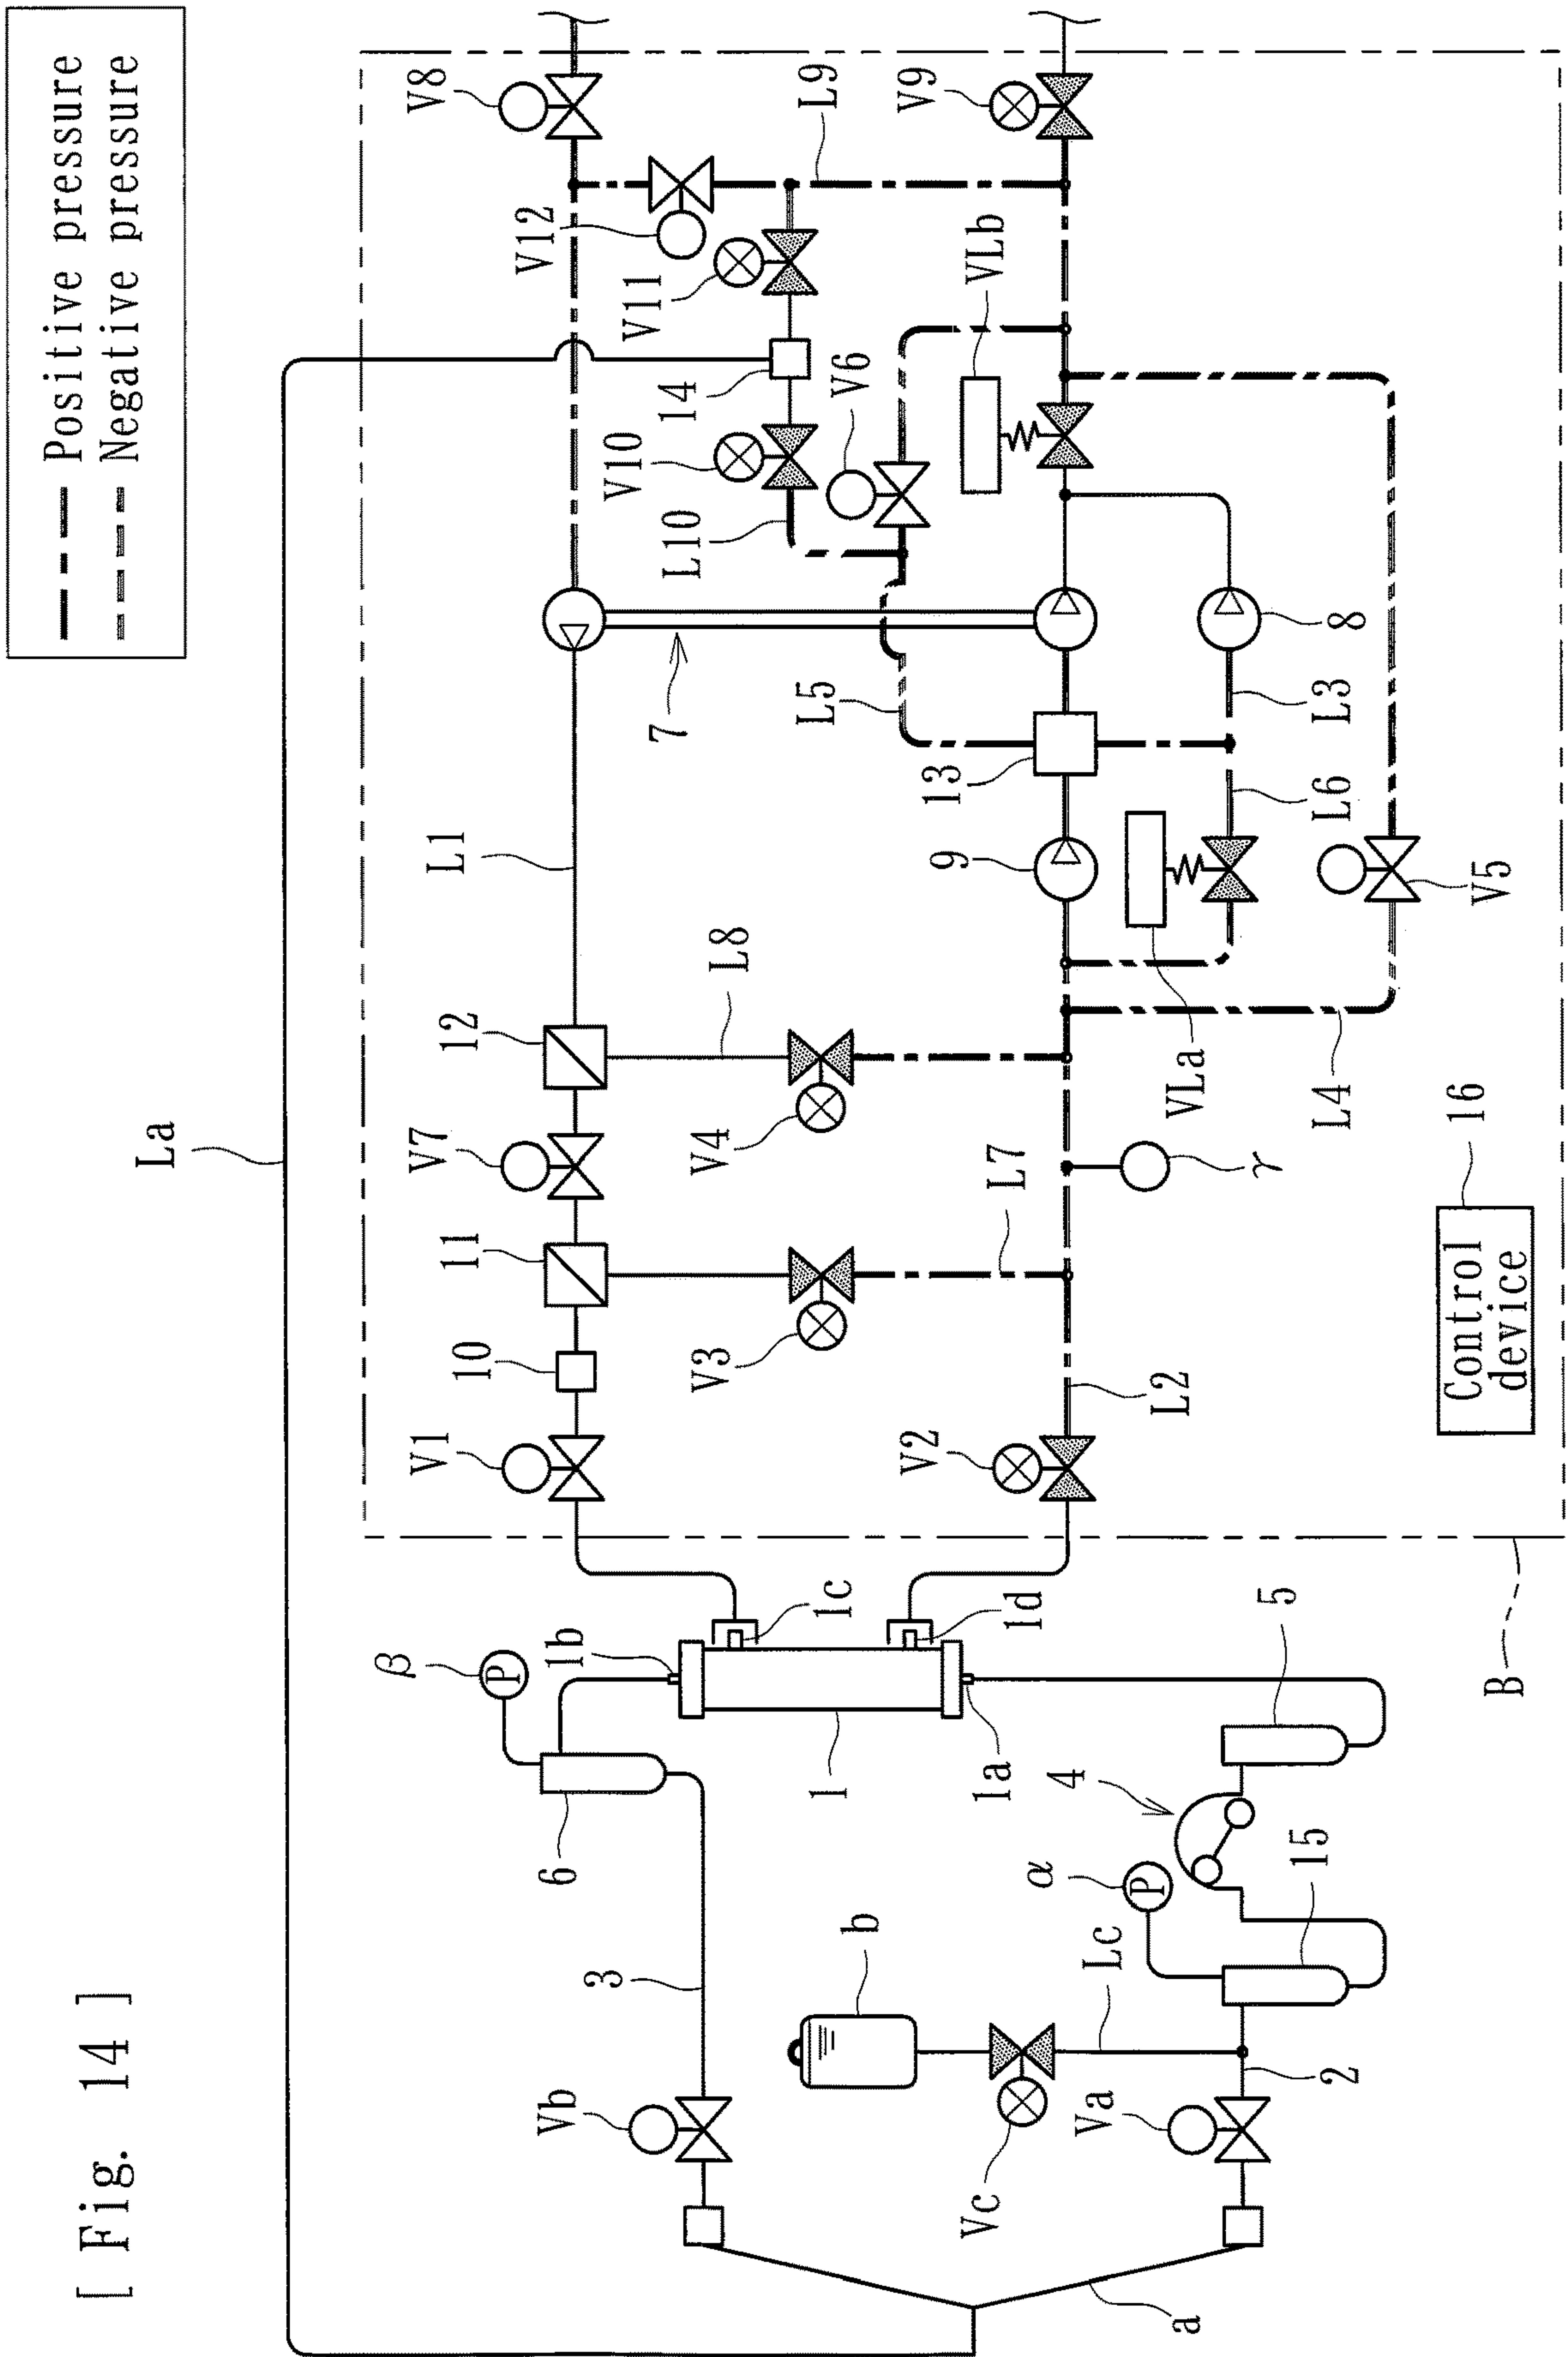 [ Fig. 14 ]
Positive pressure
Negative pressure
La
β
P
1b
6
3
Vb
1
1c
1d
1a
b
Vc
Lc
α
P
4
5
15
2
Va
a
B
V1
10
11
V7
12
L1
7
V8
V12
V11
14
V10
L10
V6
L9
V9
VLb
L5
13
9
8
L3
L6
VLa
V5
L4
L8
V4
V3
L7
γ
L2
V2
16
Control
device